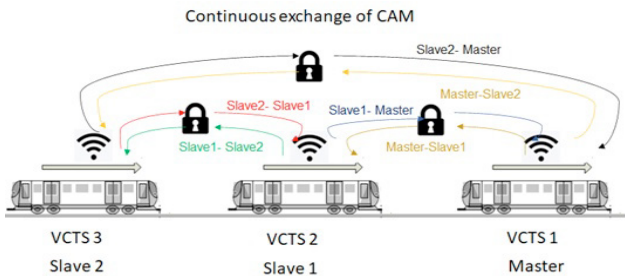 Continuous exchange of CAM
Slave2- Master
Master-Slave2
Slave2- Slave1
Slave1- Master
Slave1- Slave2
Master-Slave1
VCTS 3
VCTS 2
VCTS 1
Slave 2
Slave 1
Master